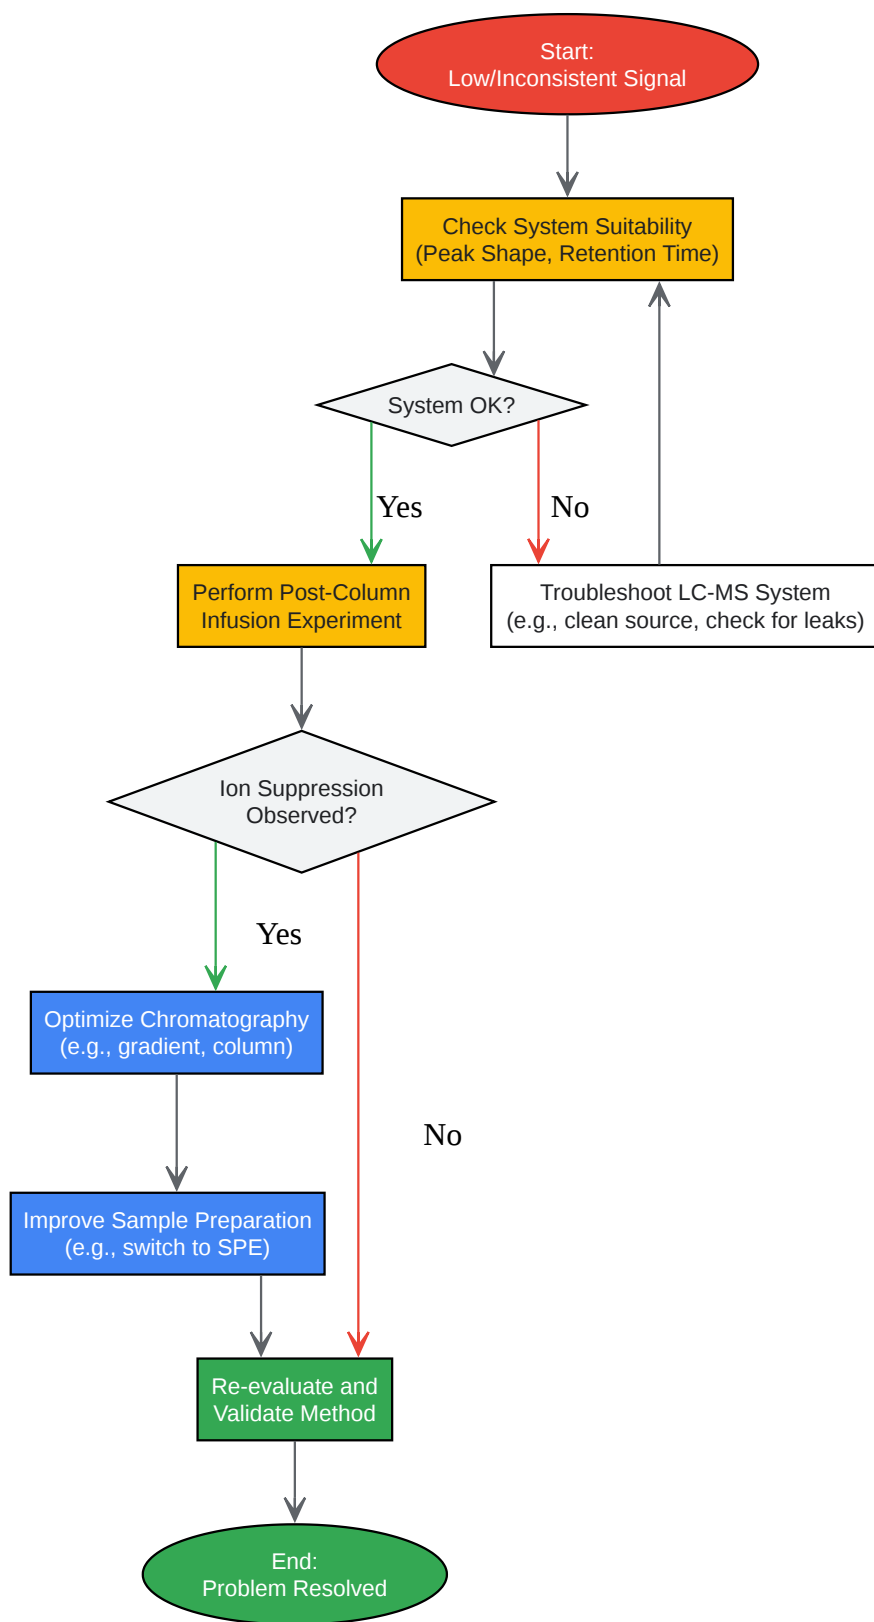 Start:
Low/Inconsistent Signal
Check System Suitability
(Peak Shape, Retention Time)
System OK?
Yes
No
Perform Post-Column
Infusion Experiment
Troubleshoot LC-MS System
(e.g., clean source, check for leaks)
Ion Suppression
Observed?
Yes
Optimize Chromatography
(e.g., gradient, column)
No
Improve Sample Preparation
(e.g., switch to SPE)
Re-evaluate and
Validate Method
End:
Problem Resolved